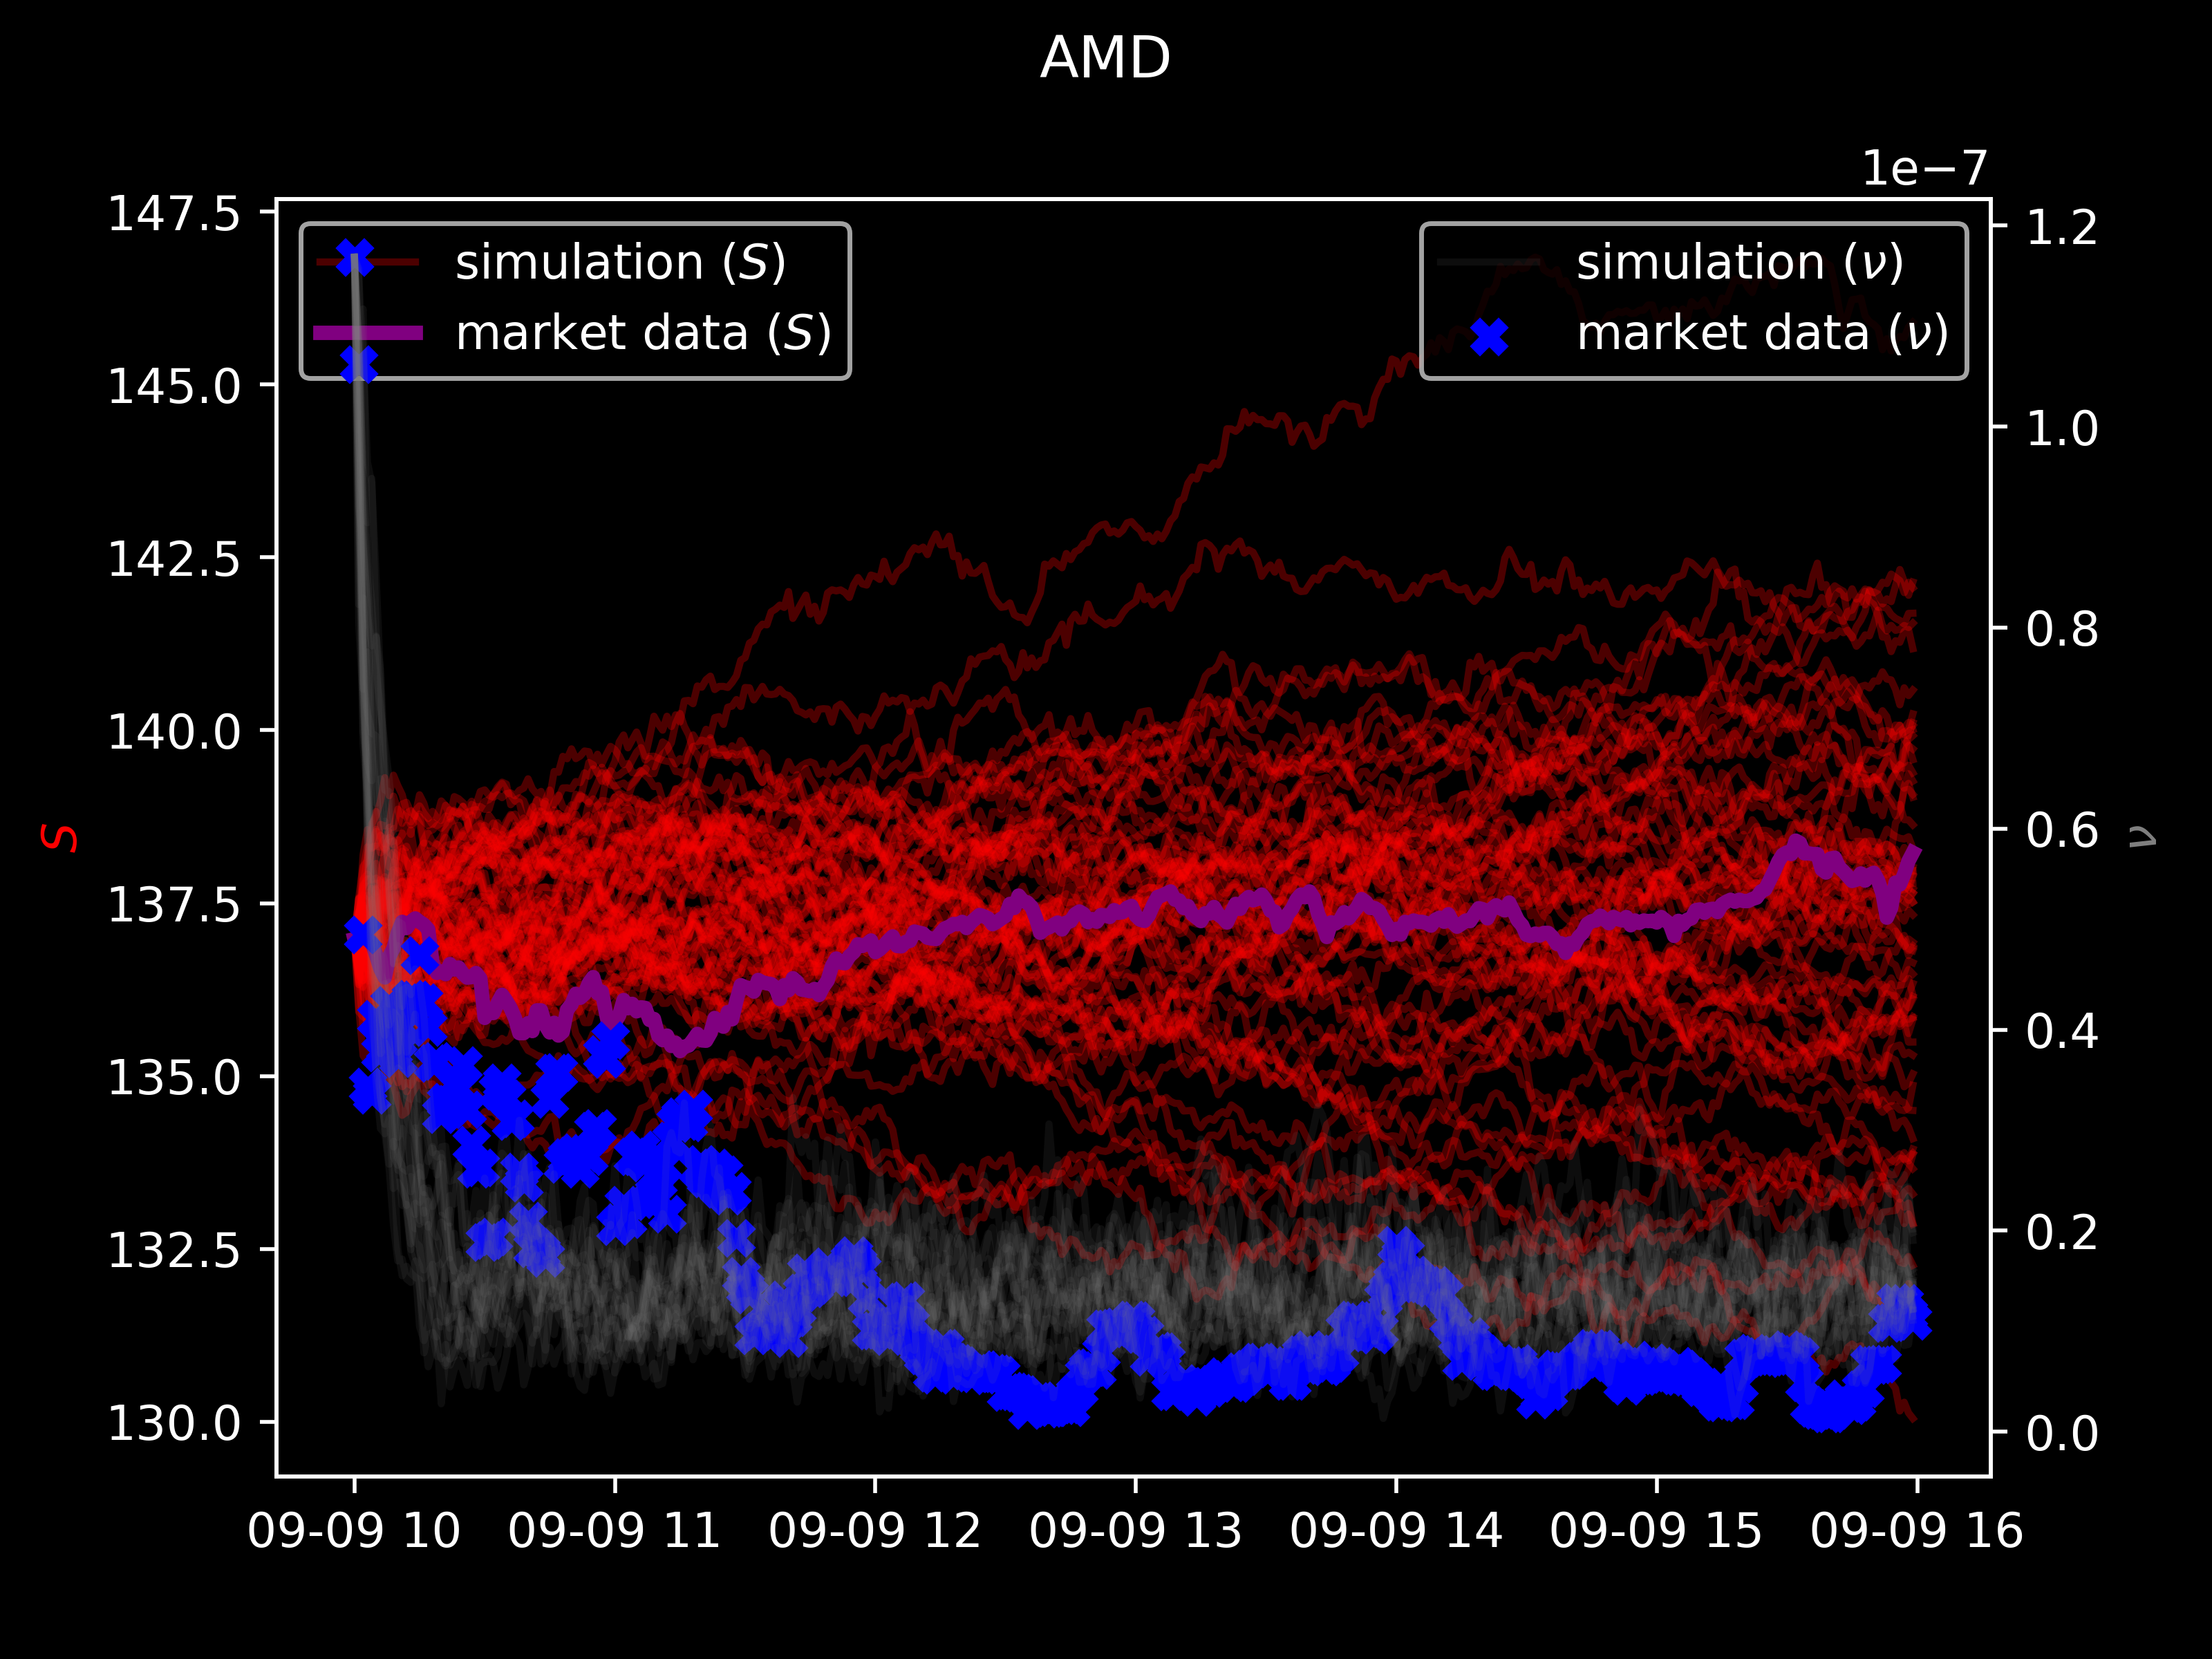 AMD
1e−7
147.5
145.0
142.5
140.0
137.5
135.0
132.5
130.0
S
simulation (S)
market data (S)
simulation (ν)
market data (ν)
1.2
1.0
0.8
0.6
0.4
0.2
0.0
ν
09-09 10 09-09 11 09-09 12 09-09 13 09-09 14 09-09 15 09-09 16